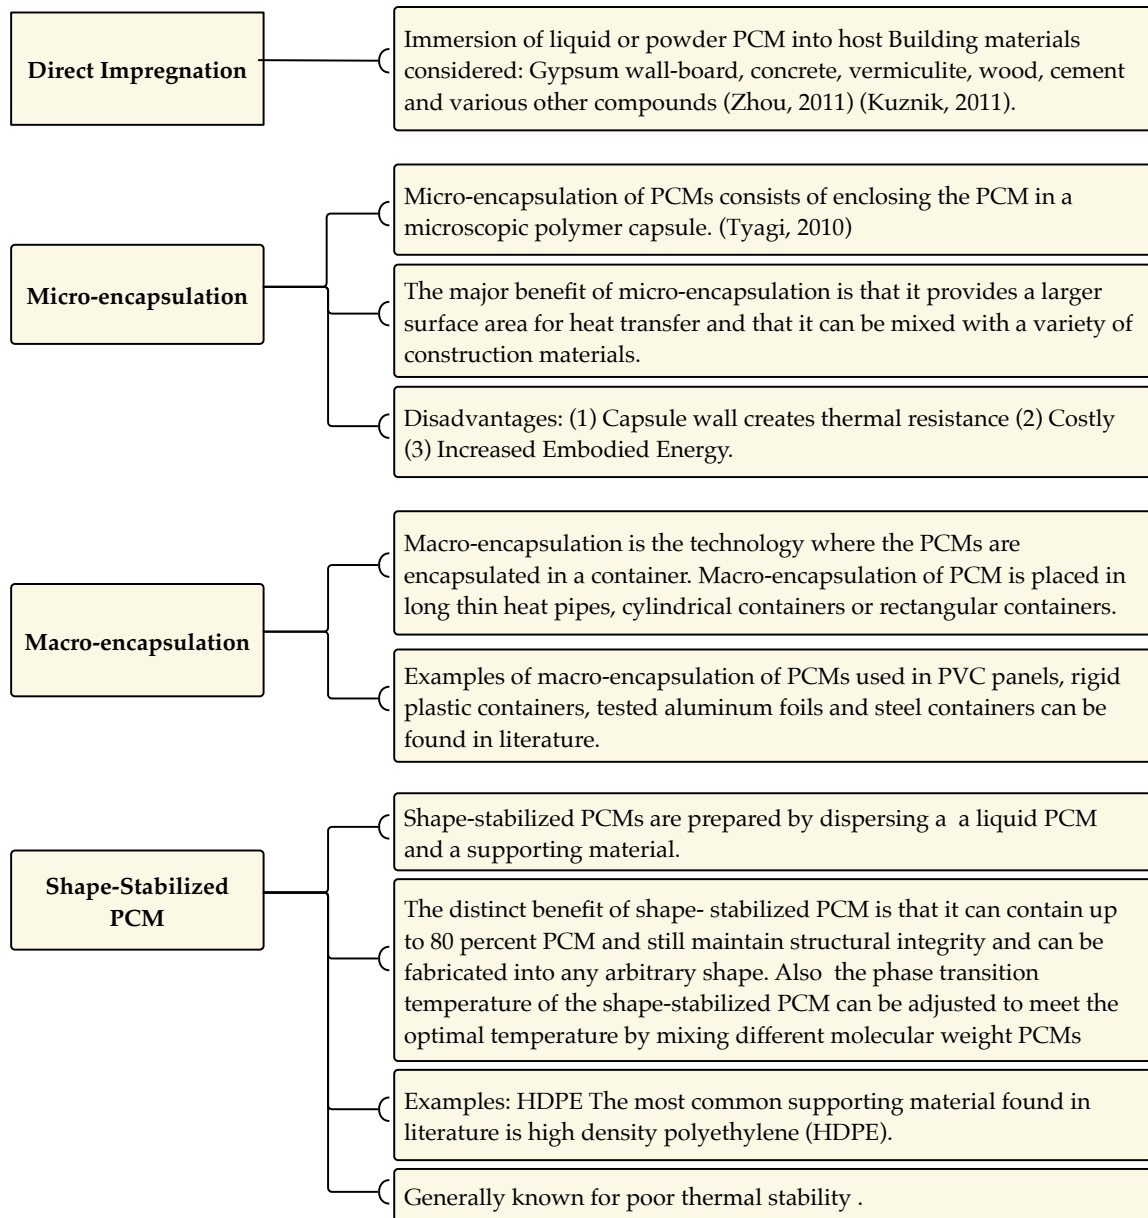 Direct Impregnation
Immersion of liquid or powder PCM into host Building materials
considered: Gypsum wall-board, concrete, vermiculite, wood, cement
and various other compounds (Zhou, 2011) (Kuznik, 2011).
Micro-encapsulation
Micro-encapsulation of PCMs consists of enclosing the PCM in a
microscopic polymer capsule. (Tyagi, 2010)
The major benefit of micro-encapsulation is that it provides a larger
surface area for heat transfer and that it can be mixed with a variety of
construction materials.
Disadvantages: (1) Capsule wall creates thermal resistance (2) Costly
(3) Increased Embodied Energy.
Macro-encapsulation
Macro-encapsulation is the technology where the PCMs are
encapsulated in a container. Macro-encapsulation of PCM is placed in
long thin heat pipes, cylindrical containers or rectangular containers.
Examples of macro-encapsulation of PCMs used in PVC panels, rigid
plastic containers, tested aluminum foils and steel containers can be
found in literature.
Shape-Stabilized
PCM
Shape-stabilized PCMs are prepared by dispersing a  a liquid PCM
and a supporting material.
The distinct benefit of shape- stabilized PCM is that it can contain up
to 80 percent PCM and still maintain structural integrity and can be
fabricated into any arbitrary shape. Also  the phase transition
temperature of the shape-stabilized PCM can be adjusted to meet the
optimal temperature by mixing different molecular weight PCMs
Examples: HDPE The most common supporting material found in
literature is high density polyethylene (HDPE).
Generally known for poor thermal stability .